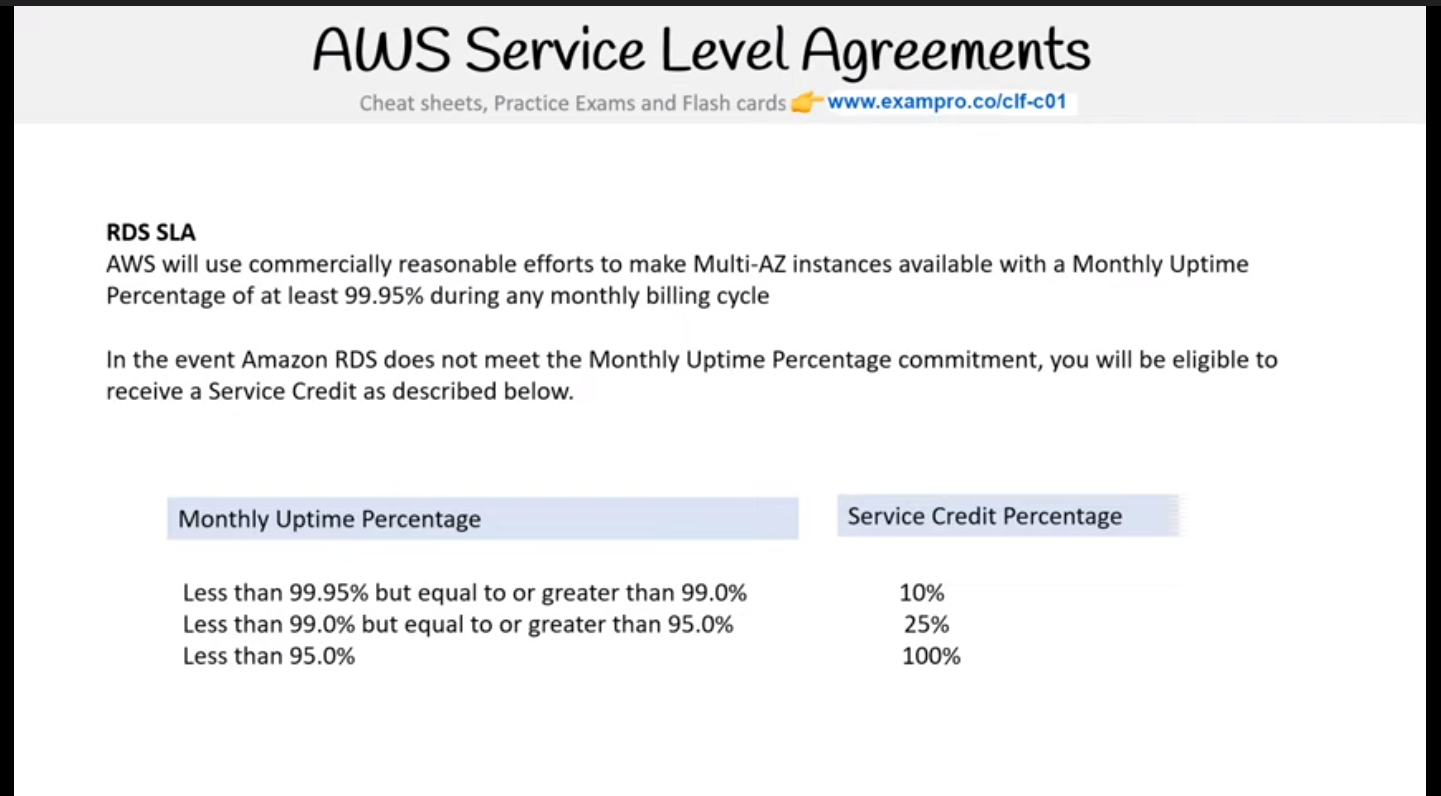 AWS Service Level Agreements
Cheat sheets, Practice Exams and Flash cards 👉 www.exampro.co/clf-c01
RDS SLA
AWS will use commercially reasonable efforts to make Multi-AZ instances available with a Monthly Uptime
Percentage of at least 99.95% during any monthly billing cycle
In the event Amazon RDS does not meet the Monthly Uptime Percentage commitment, you will be eligible to
receive a Service Credit as described below.
Monthly Uptime Percentage Service Credit Percentage
Less than 99.95% but equal to or greater than 99.0% 10%
Less than 99.0% but equal to or greater than 95.0% 25%
Less than 95.0% 100%